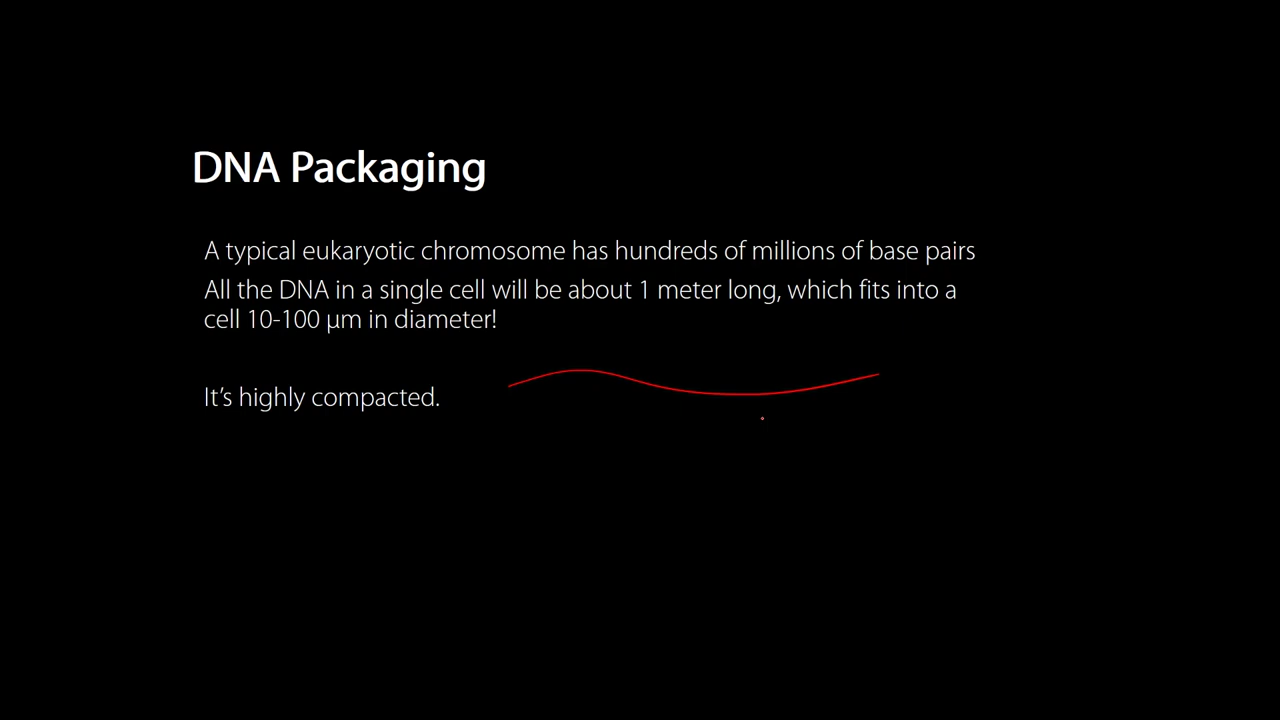 DNA Packaging
A typical eukaryotic chromosome has hundreds of millions of base pairs
All the DNA in a single cell will be about 1 meter long, which fits into a
cell 10-100 µm in diameter!
It’s highly compacted.